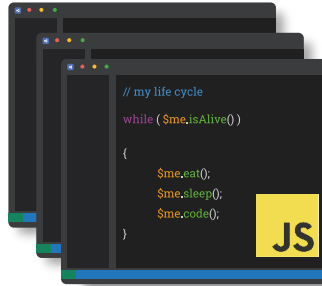 // my life cycle
while ( $me.isAlive() )
{
$me.eat();
$me.sleep();
$me.code();
}
JS